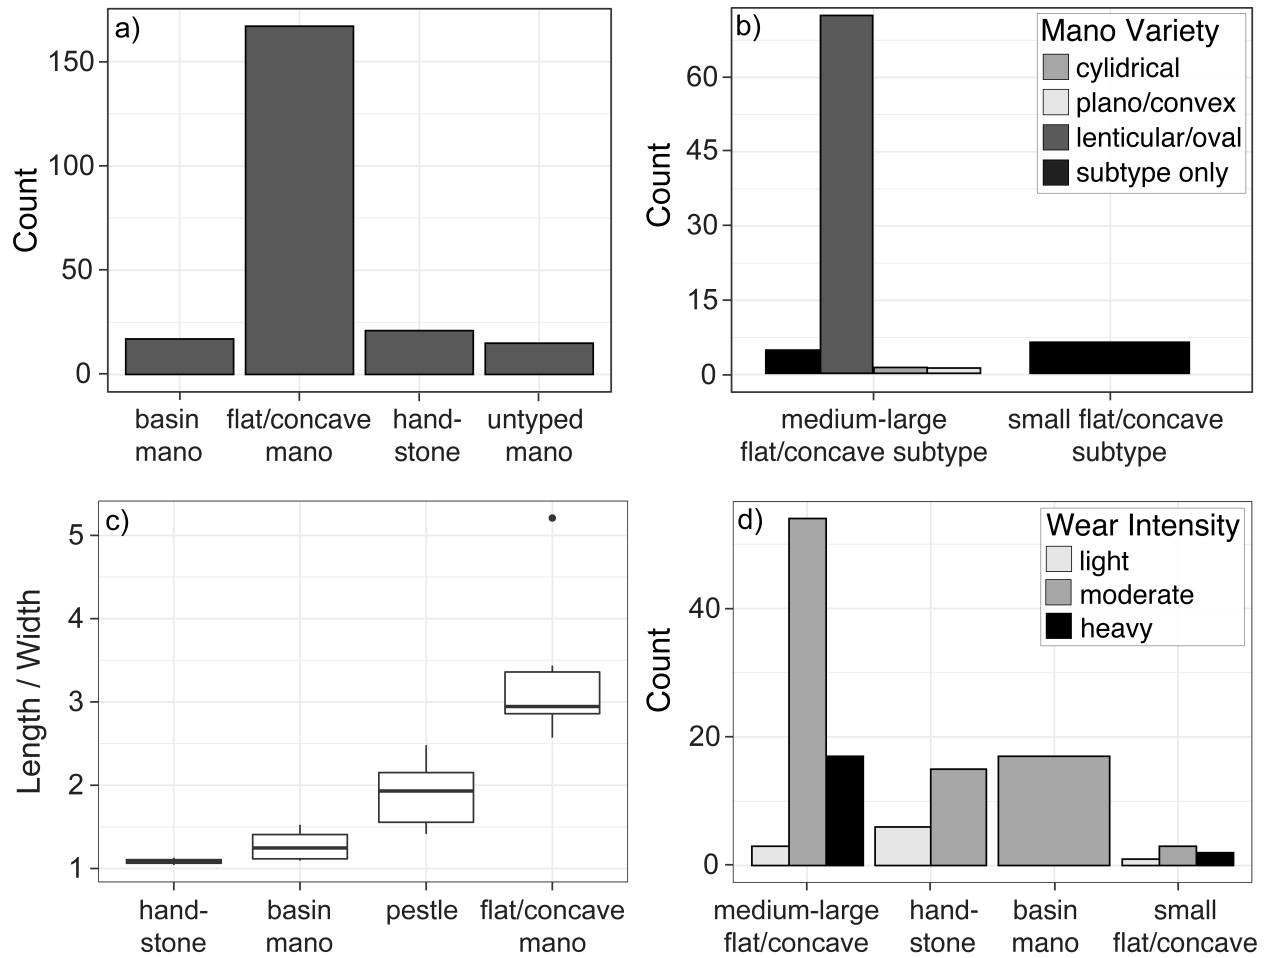 a)
Count
150
100
50
0
basin mano
flat/concave mano
hand-stone
untyped mano
b)
Count
60
45
30
15
0
Mano Variety
cylidrical
plano/convex
lenticular/oval
subtype only
medium-large flat/concave subtype
small flat/concave subtype
c)
Length / Width
5
4
3
2
1
hand-stone
basin mano
pestle
flat/concave mano
d)
Count
40
20
0
Wear Intensity
light
moderate
heavy
medium-large flat/concave
hand-stone
basin mano
small flat/concave